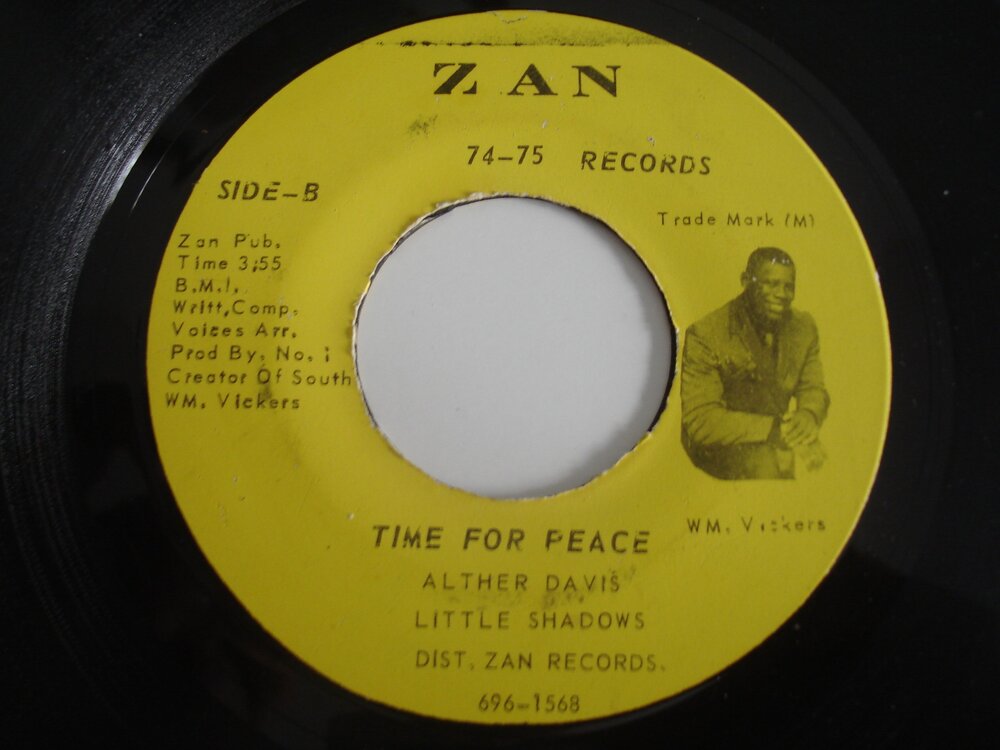 ZAN
74-75 RECORDS
SIDE-B
Trade Mark (M)
Zan Pub.
Time 3;55
B.M.I.
Writt,Comp.
Voices Arr.
Prod By. No. 1
Creator Of South
WM. Vickers
WM. Vickers
TIME FOR PEACE
ALTHER DAVIS
LITTLE SHADOWS
DIST. ZAN RECORDS.
696-1568